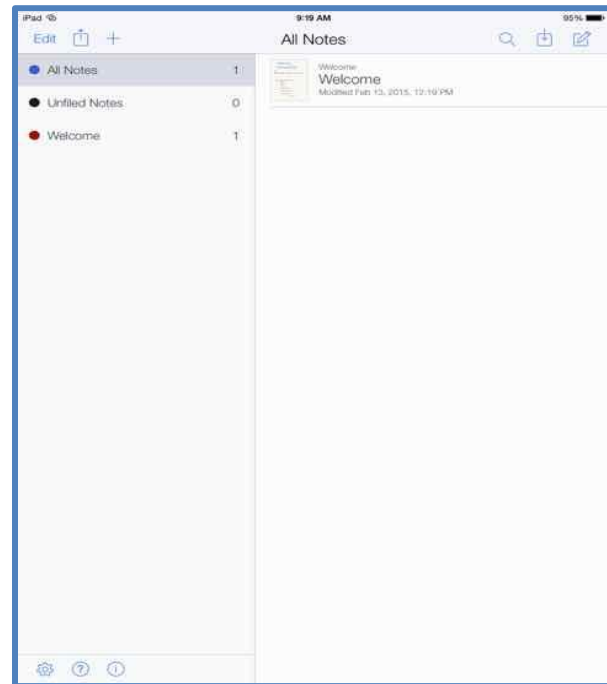 iPad
9:19 AM
95%
Edit
All Notes
All Notes 1
Unfiled Notes 0
Welcome 1
Welcome
Welcome
Modified Feb 13, 2015, 12:19 PM